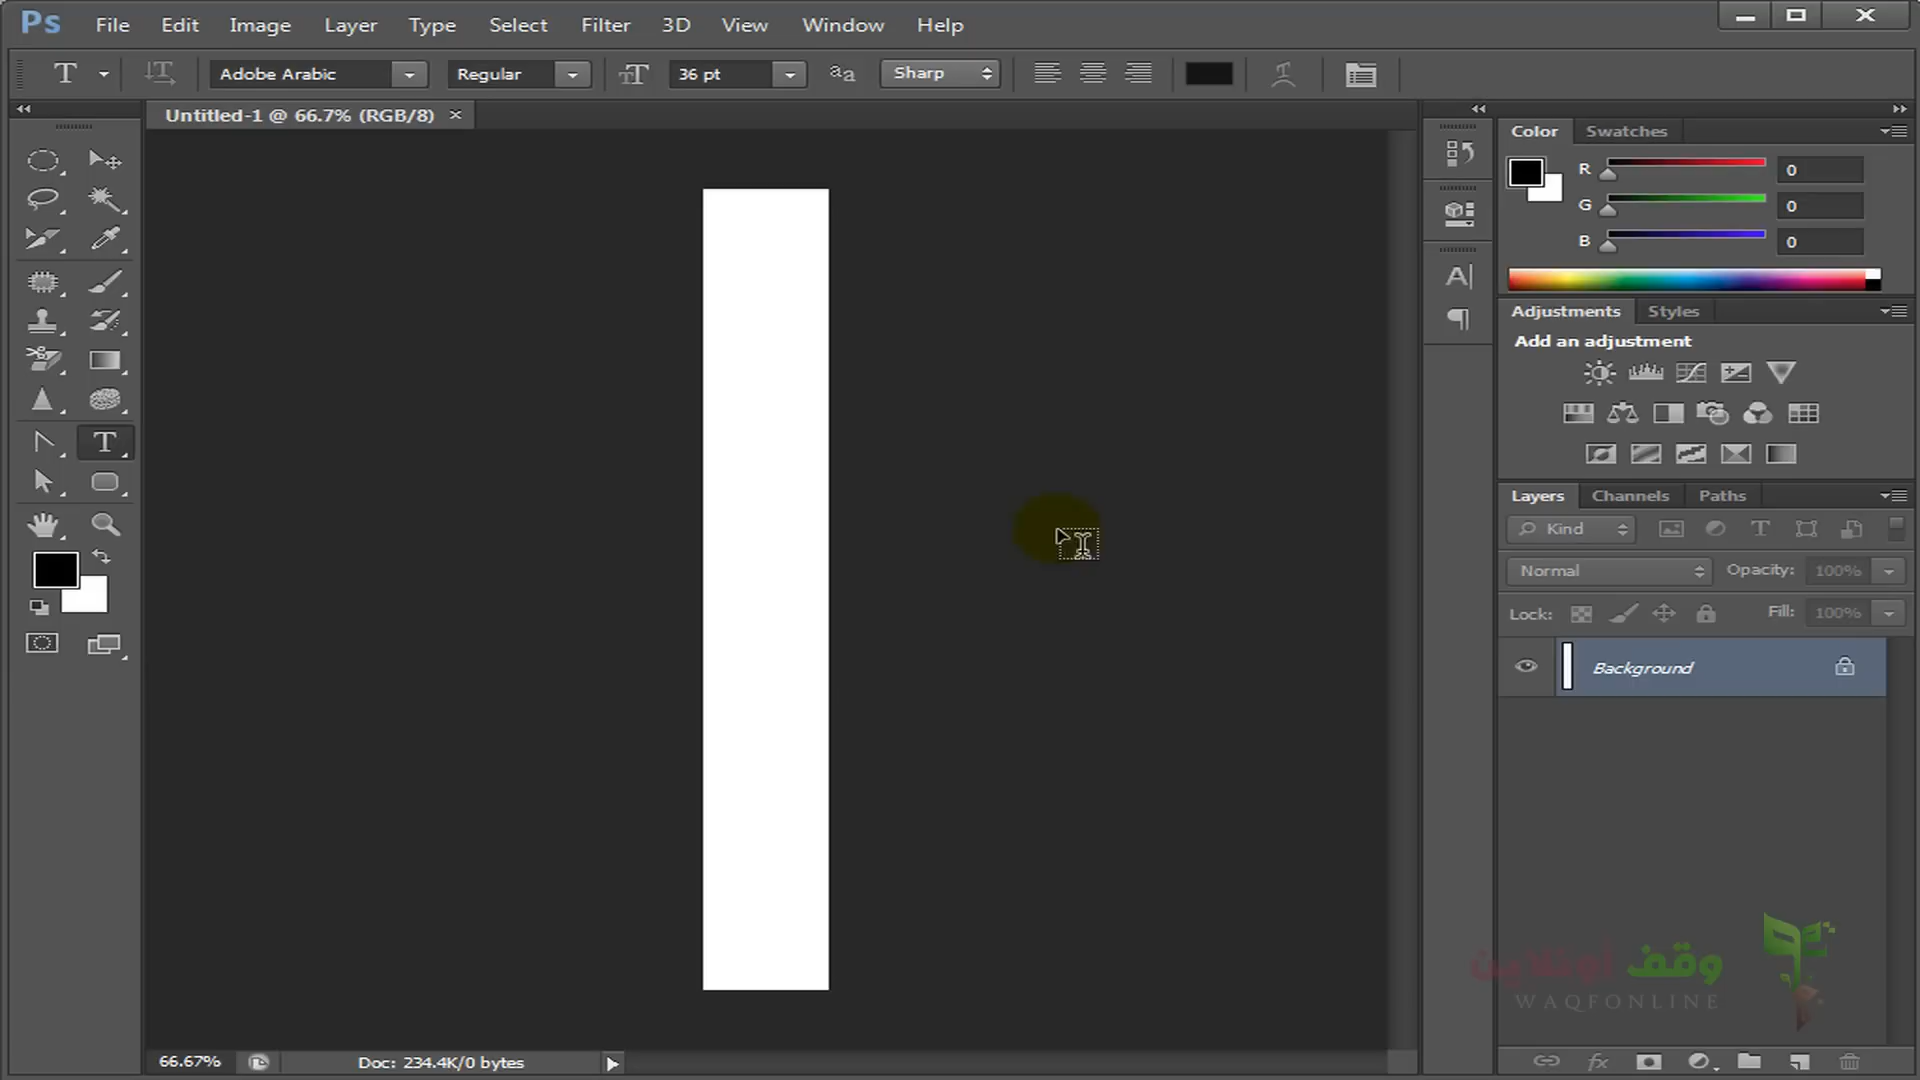 Ps File Edit Image Layer Type Select Filter 3D View Window Help
T Adobe Arabic Regular 36 pt aa Sharp
Untitled-1 @ 66.7% (RGB/8) ×
Color Swatches
R 0
G 0
B 0
A|
Adjustments Styles
Add an adjustment
Layers Channels Paths
Kind T
Normal Opacity: 100%
Lock: Fill: 100%
Background
وقف أونلاين
WAQFONLINE
66.67% Doc: 234.4K/0 bytes
fx